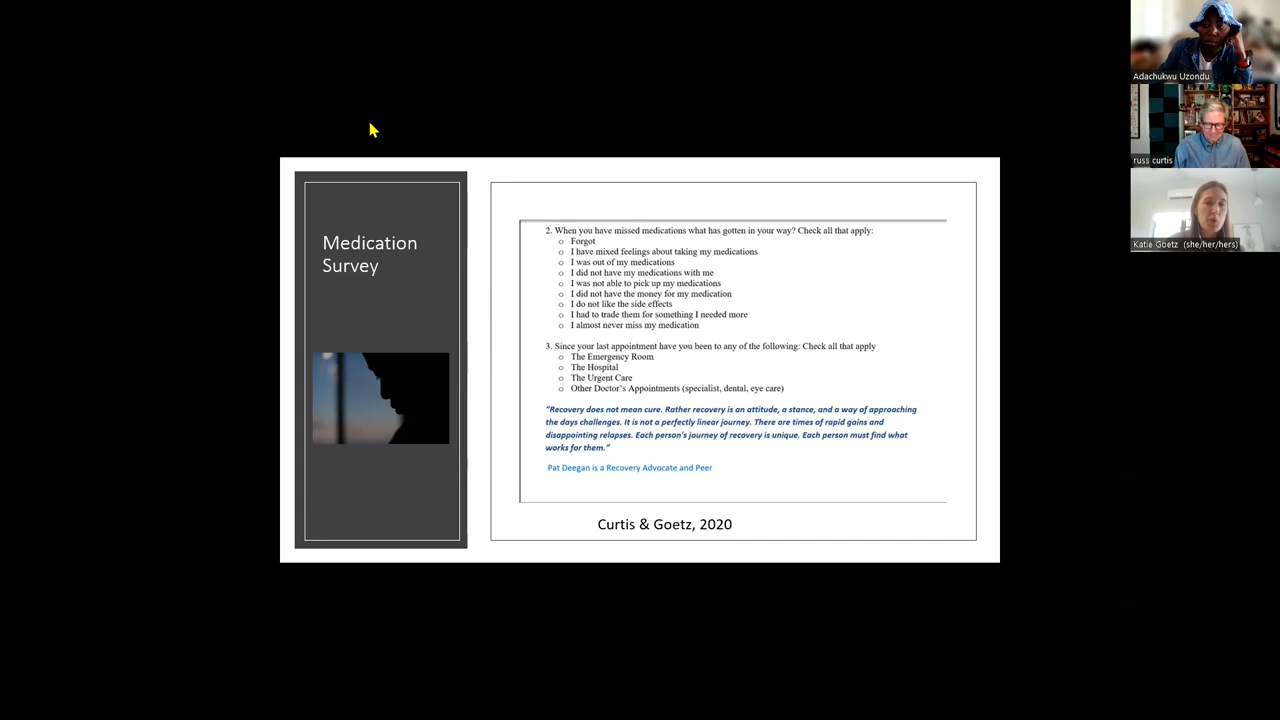 Medication
Survey
2. When you have missed medications what has gotten in your way? Check all that apply:
o Forgot
o I have mixed feelings about taking my medications
o I was out of my medications
o I did not have my medications with me
o I was not able to pick up my medications
o I did not have the money for my medication
o I do not like the side effects
o I had to trade them for something I needed more
o I almost never miss my medication
3. Since your last appointment have you been to any of the following: Check all that apply
o The Emergency Room
o The Hospital
o The Urgent Care
o Other Doctor's Appointments (specialist, dental, eye care)
"Recovery does not mean cure. Rather recovery is an attitude, a stance, and a way of approaching
the days challenges. It is not a perfectly linear journey. There are times of rapid gains and
disappointing relapses. Each person's journey of recovery is unique. Each person must find what
works for them."
Pat Deegan is a Recovery Advocate and Peer
Curtis & Goetz, 2020
Adachukwu Uzondu
russ curtis
Katie Goetz (she/her/hers)